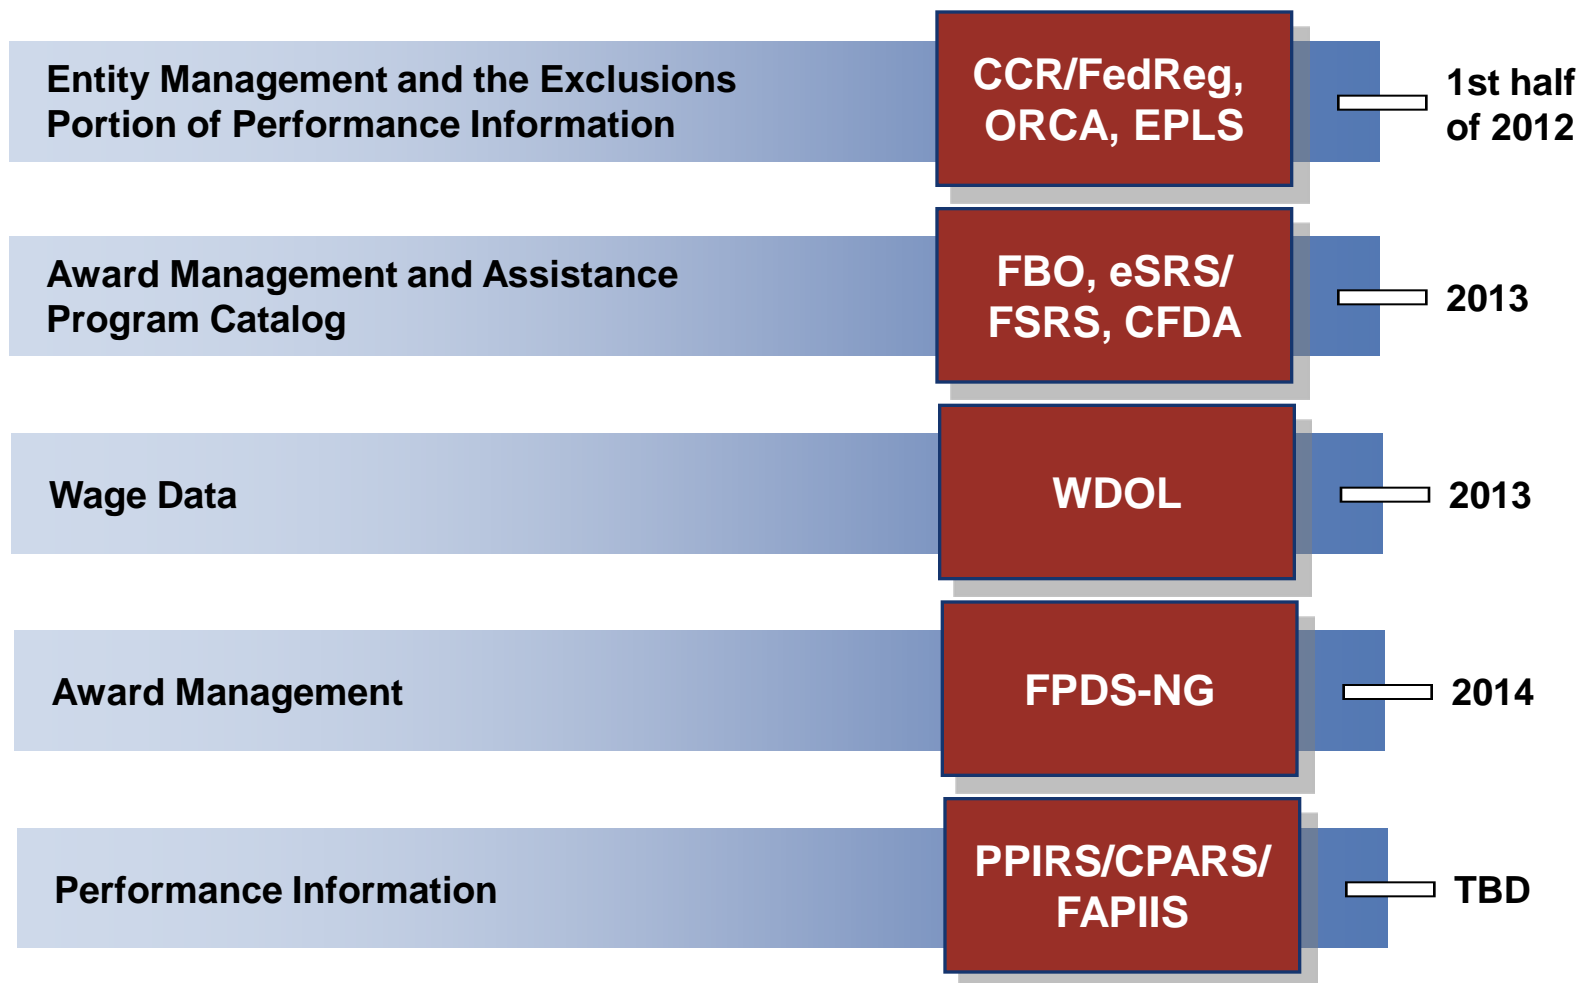 Entity Management and the Exclusions
Portion of Performance Information
CCR/FedReg,
ORCA, EPLS
1st half
of 2012
Award Management and Assistance
Program Catalog
FBO, eSRS/
FSRS, CFDA
2013
Wage Data
WDOL
2013
Award Management
FPDS-NG
2014
Performance Information
PPIRS/CPARS/
FAPIIS
TBD